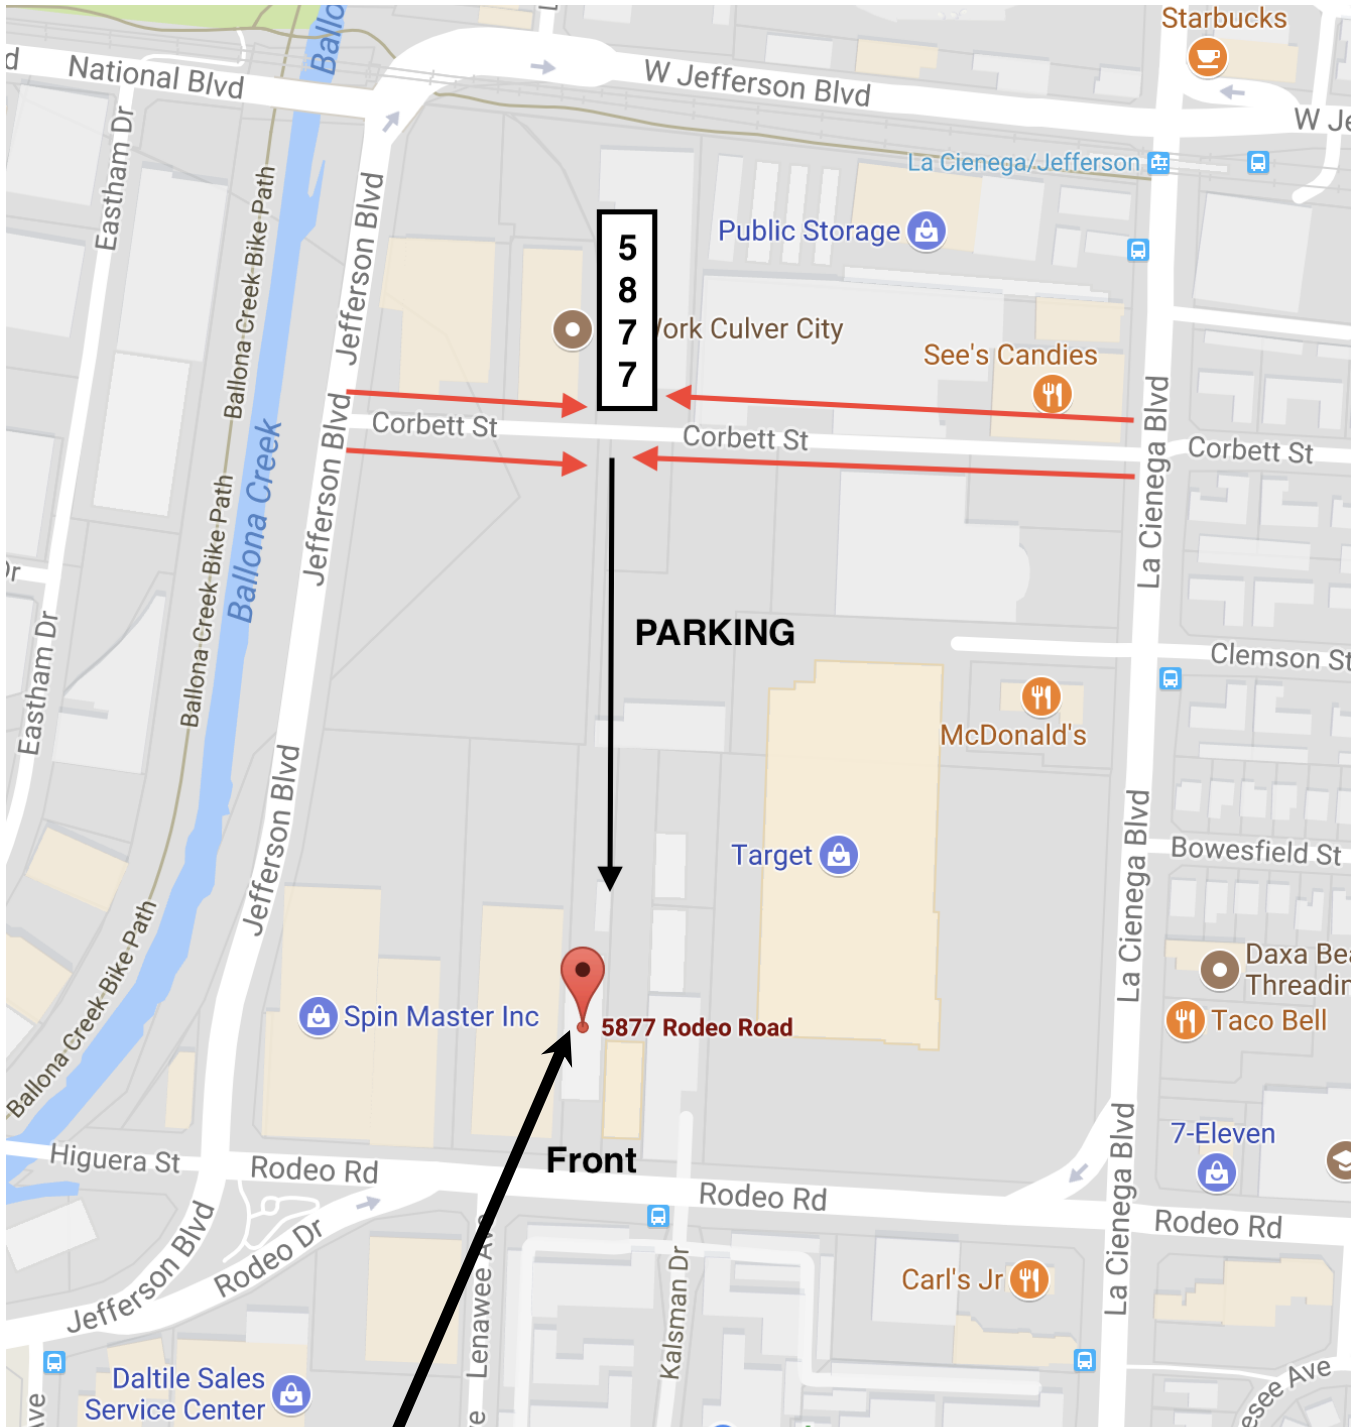 Starbucks
National Blvd
W Jefferson Blvd
Eastham Dr
La Cienega/Jefferson
Ballona Creek Bike Path
Jefferson Blvd
Public Storage
5
8
7
7
Work Culver City
See's Candies
Ballona Creek Bike Path
Jefferson Blvd
Corbett St
Corbett St
La Cienega Blvd
Corbett St
Ballona Creek
Ballona Creek Bike Path
PARKING
Eastham Dr
Clemson St
McDonald's
Jefferson Blvd
Target
La Cienega Blvd
Bowesfield St
Ballona Creek Bike Path
Spin Master Inc
5877 Rodeo Road
Taco Bell
7-Eleven
Higuera St
Rodeo Rd
Front
Rodeo Rd
La Cienega Blvd
Rodeo Rd
Jefferson Blvd
Rodeo Dr
Lenawee Ave
Kalsman Dr
Carl's Jr
Daltile Sales
Service Center